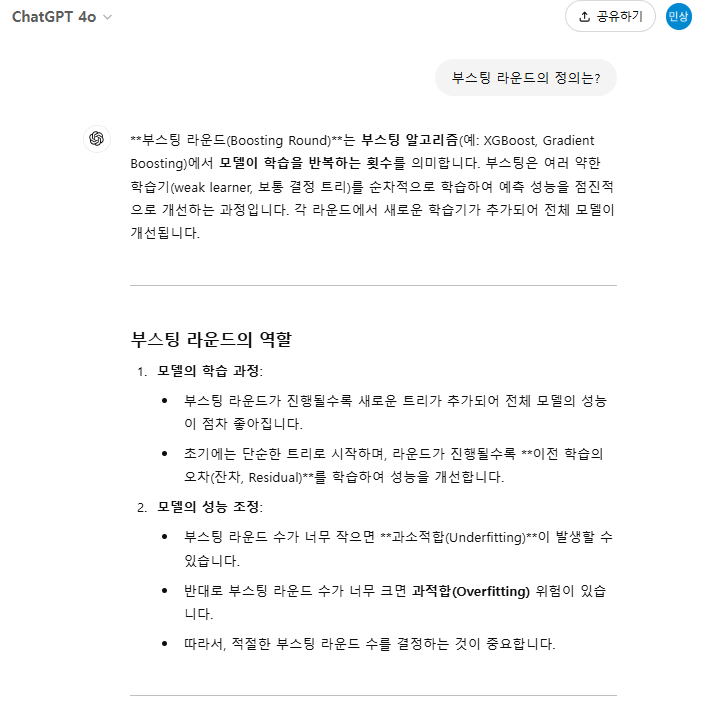 ChatGPT 4o
공유하기
민상
부스팅 라운드의 정의는?
**부스팅 라운드(Boosting Round)**는 부스팅 알고리즘(예: XGBoost, Gradient
Boosting)에서 모델이 학습을 반복하는 횟수를 의미합니다. 부스팅은 여러 약한
학습기(weak learner, 보통 결정 트리)를 순차적으로 학습하여 예측 성능을 점진적
으로 개선하는 과정입니다. 각 라운드에서 새로운 학습기가 추가되어 전체 모델이
개선됩니다.
부스팅 라운드의 역할
1. 모델의 학습 과정:
• 부스팅 라운드가 진행될수록 새로운 트리가 추가되어 전체 모델의 성능
이 점차 좋아집니다.
• 초기에는 단순한 트리로 시작하며, 라운드가 진행될수록 **이전 학습의
오차(잔차, Residual)**를 학습하여 성능을 개선합니다.
2. 모델의 성능 조정:
• 부스팅 라운드 수가 너무 작으면 **과소적합(Underfitting)**이 발생할 수
있습니다.
• 반대로 부스팅 라운드 수가 너무 크면 과적합(Overfitting) 위험이 있습
니다.
• 따라서, 적절한 부스팅 라운드 수를 결정하는 것이 중요합니다.